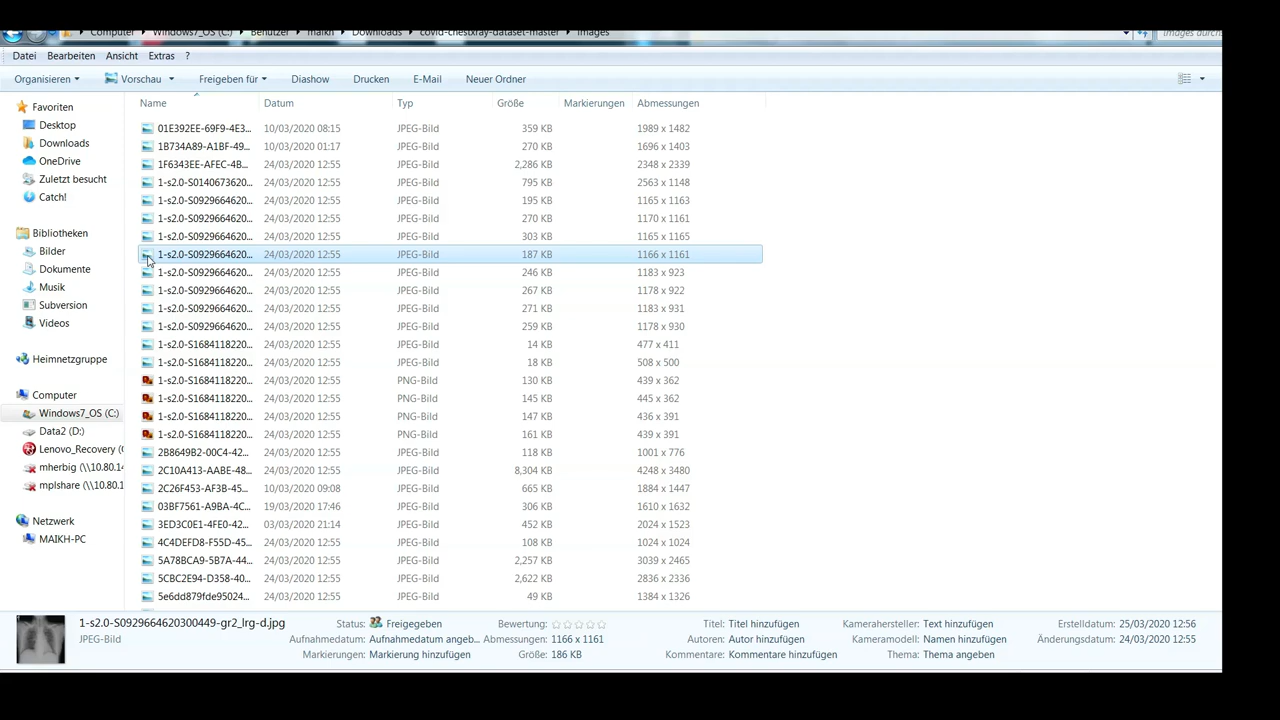 Computer Windows7_OS (C:) Benutzer maikh Downloads covid-chestxray-dataset-master images
Datei Bearbeiten Ansicht Extras ?
Organisieren Vorschau Freigeben für Diashow Drucken E-Mail Neuer Ordner
Name Datum Typ Größe Markierungen Abmessungen
Favoriten
Desktop
Downloads
OneDrive
Zuletzt besucht
Catch!
Bibliotheken
Bilder
Dokumente
Musik
Subversion
Videos
Heimnetzgruppe
Computer
Windows7_OS (C:)
Data2 (D:)
Lenovo_Recovery (
mherbig (\\10.80.14
mplshare (\\10.80.1
Netzwerk
MAIKH-PC
01E392EE-69F9-4E3... 10/03/2020 08:15 JPEG-Bild 359 KB 1989 x 1482
1B734A89-A1BF-49... 10/03/2020 01:17 JPEG-Bild 270 KB 1696 x 1403
1F6343EE-AFEC-4B... 24/03/2020 12:55 JPEG-Bild 2,286 KB 2348 x 2339
1-s2.0-S0140673620... 24/03/2020 12:55 JPEG-Bild 795 KB 2563 x 1148
1-s2.0-S0929664620... 24/03/2020 12:55 JPEG-Bild 195 KB 1165 x 1163
1-s2.0-S0929664620... 24/03/2020 12:55 JPEG-Bild 270 KB 1170 x 1161
1-s2.0-S0929664620... 24/03/2020 12:55 JPEG-Bild 303 KB 1165 x 1165
1-s2.0-S0929664620... 24/03/2020 12:55 JPEG-Bild 187 KB 1166 x 1161
1-s2.0-S0929664620... 24/03/2020 12:55 JPEG-Bild 246 KB 1183 x 923
1-s2.0-S0929664620... 24/03/2020 12:55 JPEG-Bild 267 KB 1178 x 922
1-s2.0-S0929664620... 24/03/2020 12:55 JPEG-Bild 271 KB 1183 x 931
1-s2.0-S0929664620... 24/03/2020 12:55 JPEG-Bild 259 KB 1178 x 930
1-s2.0-S1684118220... 24/03/2020 12:55 JPEG-Bild 14 KB 477 x 411
1-s2.0-S1684118220... 24/03/2020 12:55 JPEG-Bild 18 KB 508 x 500
1-s2.0-S1684118220... 24/03/2020 12:55 PNG-Bild 130 KB 439 x 362
1-s2.0-S1684118220... 24/03/2020 12:55 PNG-Bild 145 KB 445 x 362
1-s2.0-S1684118220... 24/03/2020 12:55 PNG-Bild 147 KB 436 x 391
1-s2.0-S1684118220... 24/03/2020 12:55 PNG-Bild 161 KB 439 x 391
2B8649B2-00C4-42... 24/03/2020 12:55 JPEG-Bild 118 KB 1001 x 776
2C10A413-AABE-48... 24/03/2020 12:55 JPEG-Bild 8,304 KB 4248 x 3480
2C26F453-AF3B-45... 10/03/2020 09:08 JPEG-Bild 665 KB 1884 x 1447
03BF7561-A9BA-4C... 19/03/2020 17:46 JPEG-Bild 306 KB 1610 x 1632
3ED3C0E1-4FE0-42... 03/03/2020 21:14 JPEG-Bild 452 KB 2024 x 1523
4C4DEFD8-F55D-45... 24/03/2020 12:55 JPEG-Bild 108 KB 1024 x 1024
5A78BCA9-5B7A-44... 24/03/2020 12:55 JPEG-Bild 2,257 KB 3039 x 2465
5CBC2E94-D358-40... 24/03/2020 12:55 JPEG-Bild 2,622 KB 2836 x 2336
5e6dd879fde95024... 24/03/2020 12:55 JPEG-Bild 49 KB 1384 x 1326
1-s2.0-S0929664620300449-gr2_lrg-d.jpg Status: Freigegeben Bewertung: Titel: Titel hinzufügen Kamerahersteller: Text hinzufügen Erstelldatum: 25/03/2020 12:56
JPEG-Bild Aufnahmedatum: Aufnahmedatum angeb... Abmessungen: 1166 x 1161 Autoren: Autor hinzufügen Kameramodell: Namen hinzufügen Änderungsdatum: 24/03/2020 12:55
Markierungen: Markierung hinzufügen Größe: 186 KB Kommentare: Kommentare hinzufügen Thema: Thema angeben